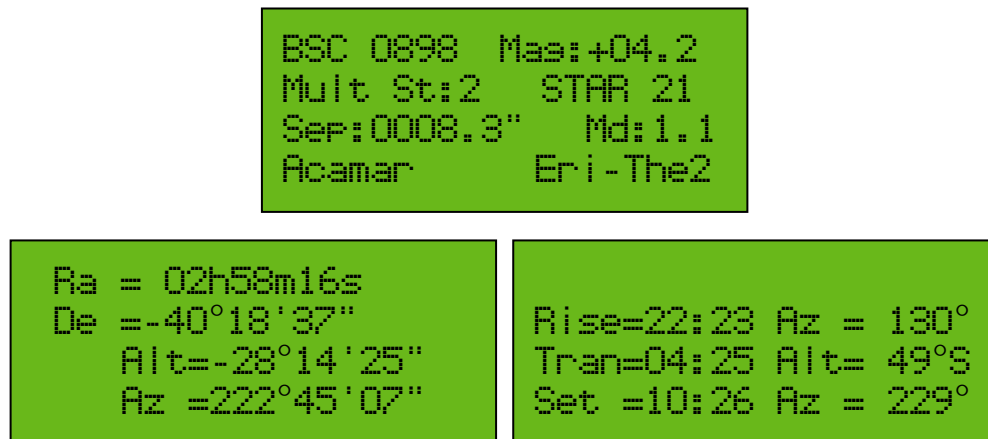 BSC 0898 Mag:+04.2
Mult St:2 STAR 21
Sep:0008.3" Md:1.1
Acamar Eri-The2
Ra = 02h58m16s
De =-40°18'37"
Alt=-28°14'25"
Az =222°45'07"
Rise=22:23 Az = 130°
Tran=04:25 Alt= 49°S
Set =10:26 Az = 229°